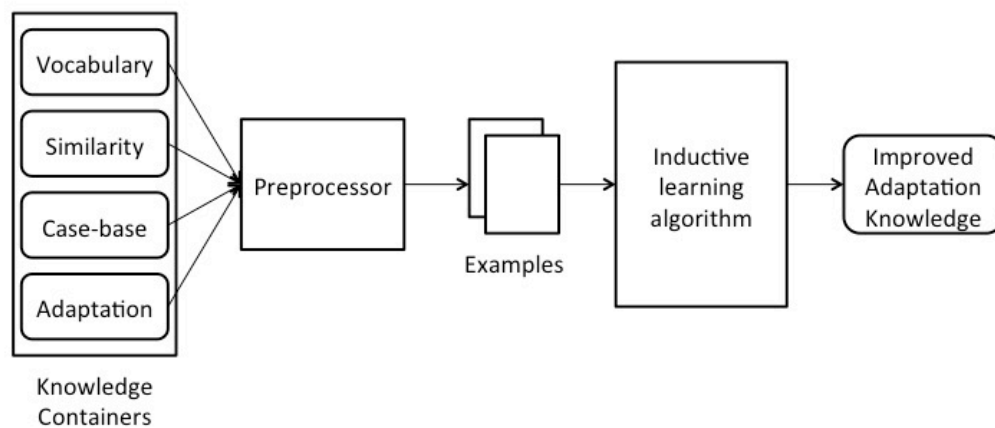 Vocabulary
Similarity
Case-base
Adaptation
Knowledge
Containers
Preprocessor
Examples
Inductive
learning
algorithm
Improved
Adaptation
Knowledge